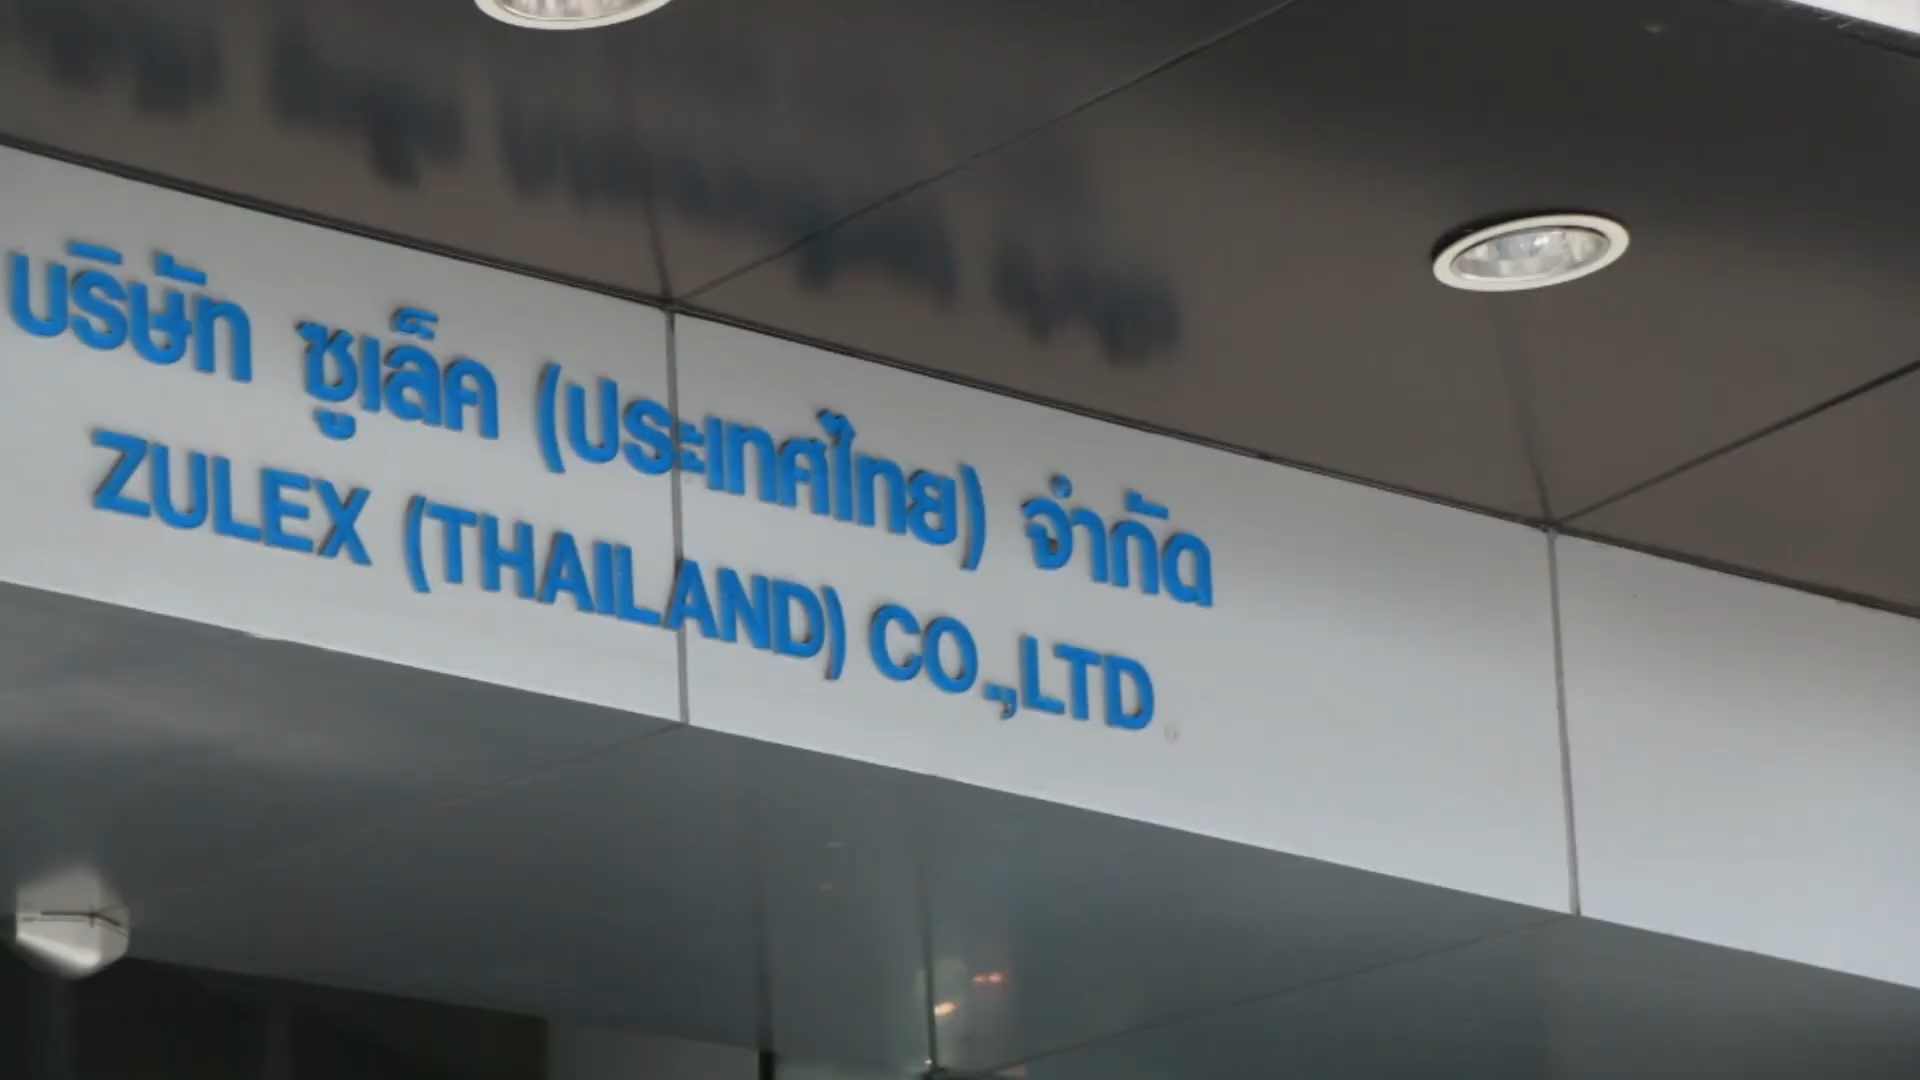 บริษัท ซูเล็ค (ประเทศไทย) จำกัด
ZULEX (THAILAND) CO.,LTD